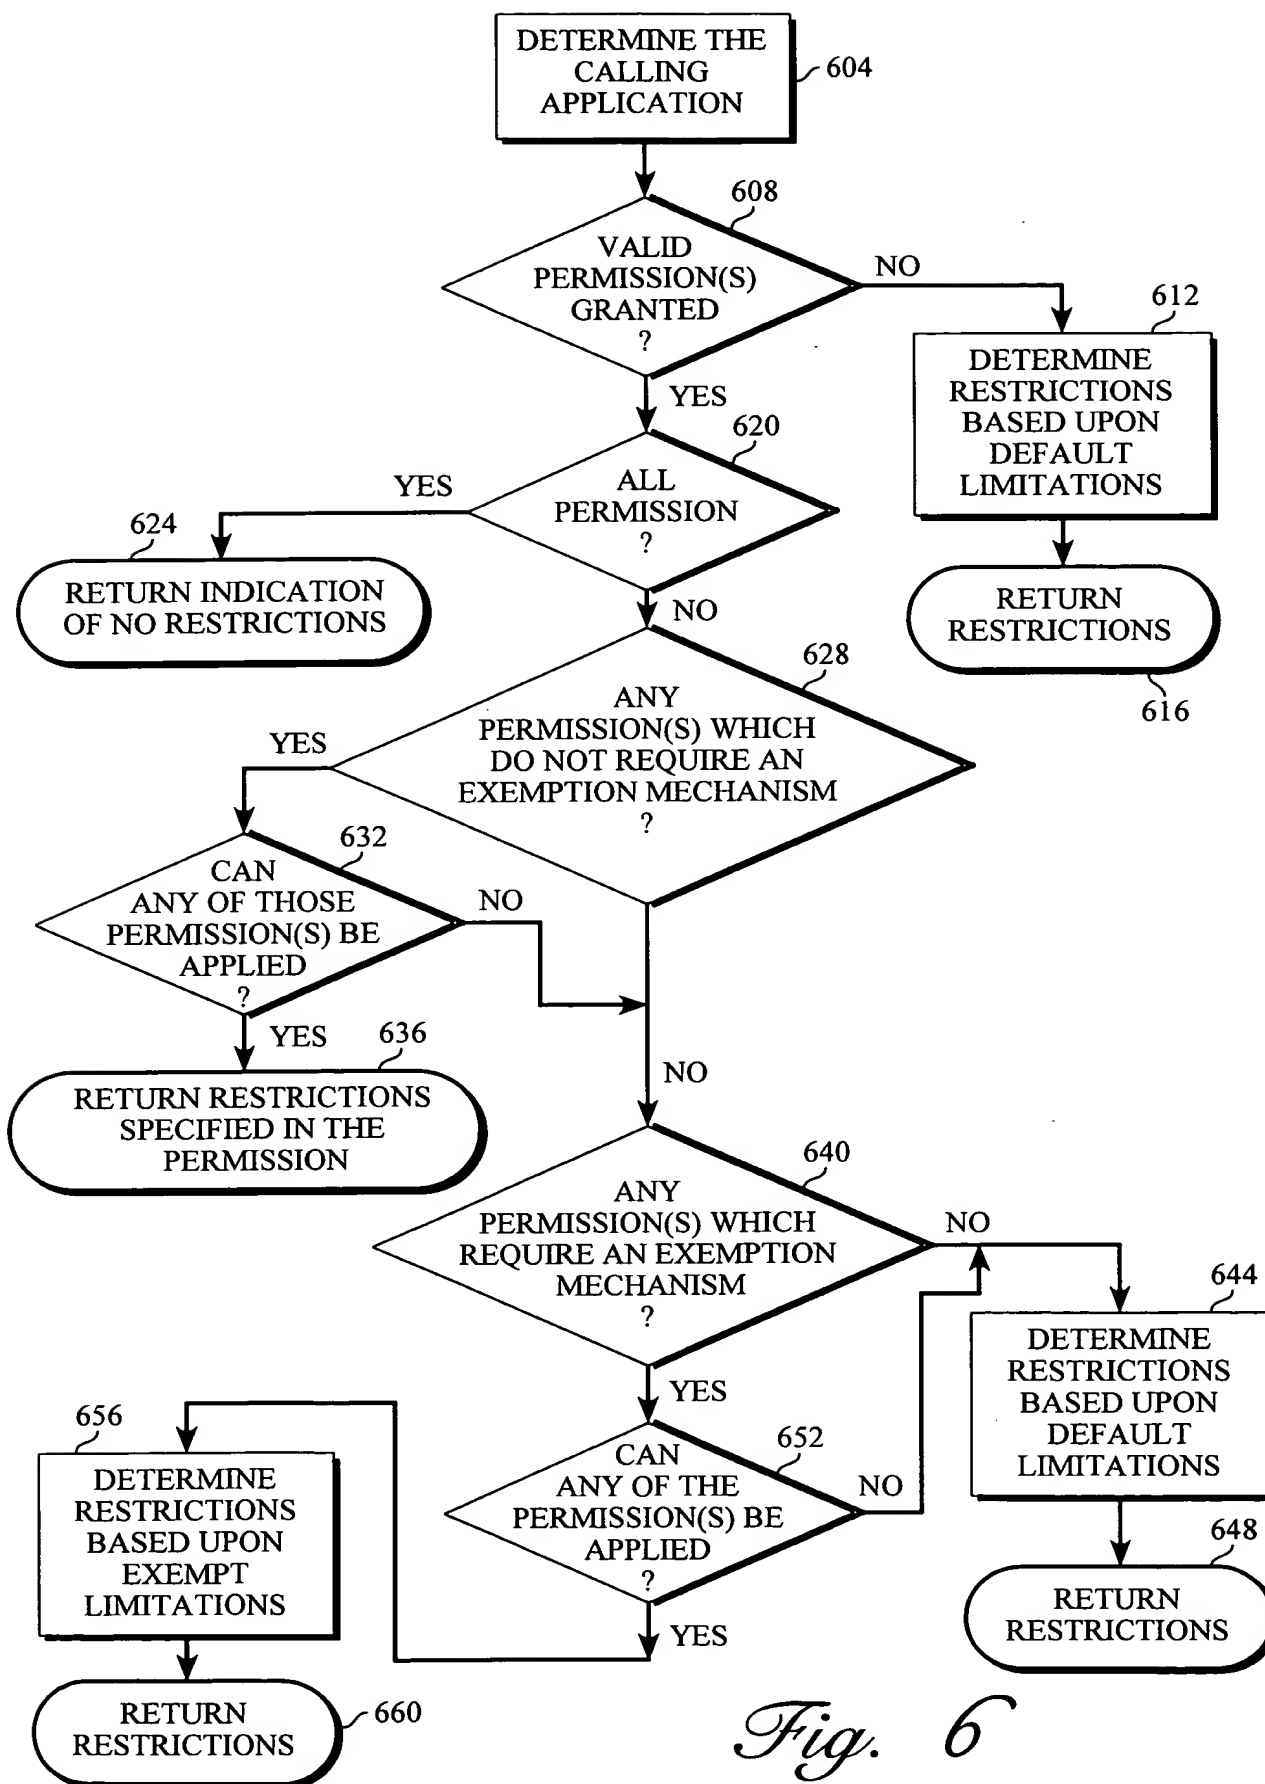 DETERMINE THE
CALLING
APPLICATION
604
608
VALID
PERMISSION(S)
GRANTED
?
NO
YES
612
DETERMINE
RESTRICTIONS
BASED UPON
DEFAULT
LIMITATIONS
RETURN
RESTRICTIONS
616
620
ALL
PERMISSION
?
YES
NO
624
RETURN INDICATION
OF NO RESTRICTIONS
628
ANY
PERMISSION(S) WHICH
DO NOT REQUIRE AN
EXEMPTION MECHANISM
?
YES
632
CAN
ANY OF THOSE
PERMISSION(S) BE
APPLIED
?
NO
YES
636
RETURN RESTRICTIONS
SPECIFIED IN THE
PERMISSION
NO
640
ANY
PERMISSION(S) WHICH
REQUIRE AN EXEMPTION
MECHANISM
?
NO
YES
644
DETERMINE
RESTRICTIONS
BASED UPON
DEFAULT
LIMITATIONS
648
RETURN
RESTRICTIONS
652
CAN
ANY OF THE
PERMISSION(S) BE
APPLIED
?
NO
YES
656
DETERMINE
RESTRICTIONS
BASED UPON
EXEMPT
LIMITATIONS
RETURN
RESTRICTIONS
660
Fig. 6